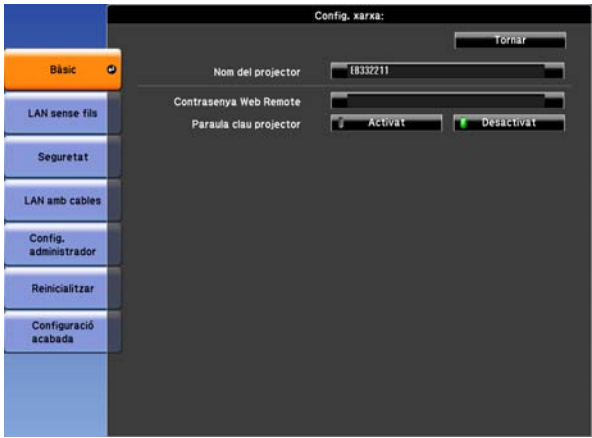 Config. xarxa:
Tornar
Bàsic
Nom del projector
EB332211
LAN sense fils
Contrasenya Web Remote
Paraula clau projector
Activat
Desactivat
Seguretat
LAN amb cables
Config.
administrador
Reinicialitzar
Configuració
acabada